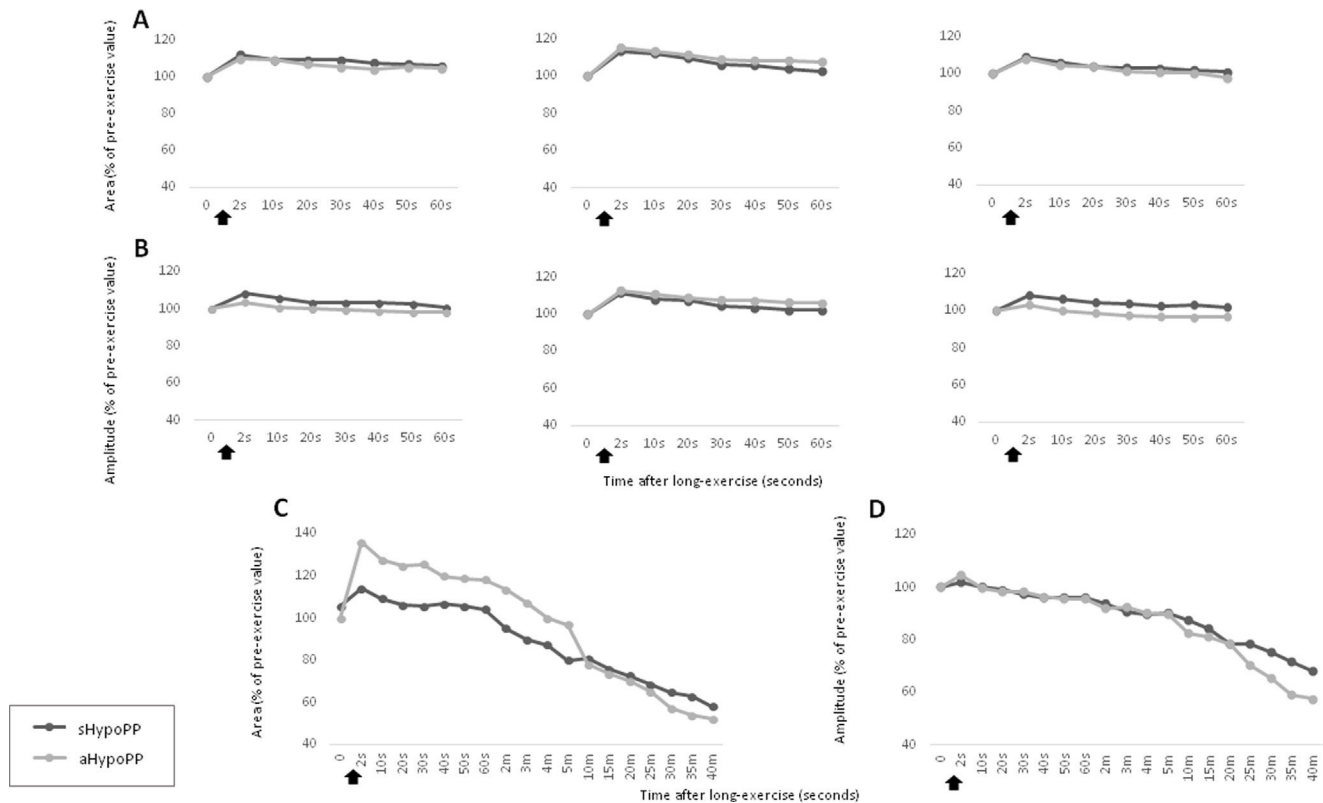 A
Area (% of pre-exercise value)
120
100
80
60
40
0 2s 10s 20s 30s 40s 50s 60s
120
100
80
60
40
0 2s 10s 20s 30s 40s 50s 60s
120
100
80
60
40
0 2s 10s 20s 30s 40s 50s 60s
B
Amplitude (% of pre-exercise value)
120
100
80
60
40
0 2s 10s 20s 30s 40s 50s 60s
120
100
80
60
40
0 2s 10s 20s 30s 40s 50s 60s
120
100
80
60
40
0 2s 10s 20s 30s 40s 50s 60s
Time after long-exercise (seconds)
C
Area (% of pre-exercise value)
140
120
100
80
60
40
0 2s 10s 20s 30s 40s 50s 60s 2m 3m 4m 5m 10m 15m 20m 25m 30m 35m 40m
D
Amplitude (% of pre-exercise value)
120
100
80
60
40
0 2s 10s 20s 30s 40s 50s 60s 2m 3m 4m 5m 10m 15m 20m 25m 30m 35m 40m
Time after long-exercise (seconds)
sHypoPP
aHypoPP